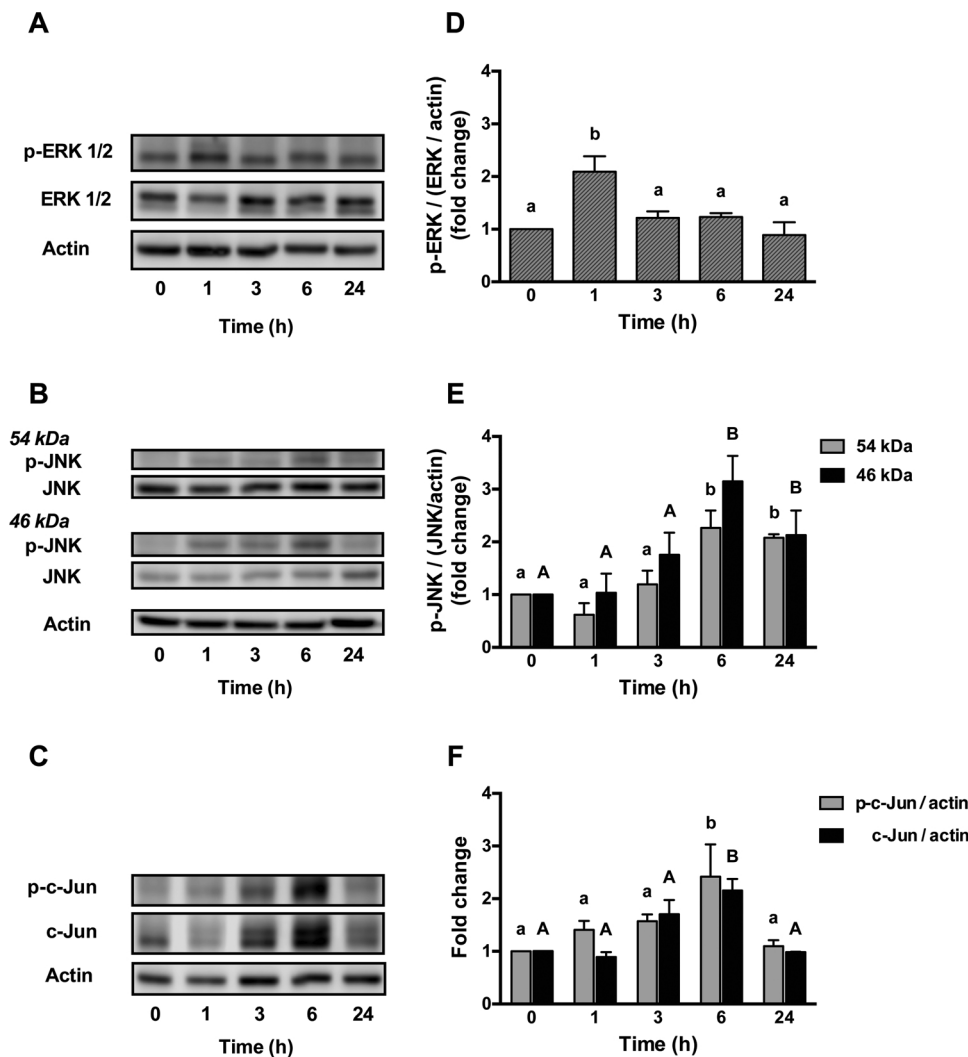 A
p-ERK 1/2
ERK 1/2
Actin
0 1 3 6 24
Time (h)
D
p-ERK / (ERK / actin)
(fold change)
4
3
2
1
0
a b a a a
0 1 3 6 24
Time (h)
B
54 kDa
p-JNK
JNK
46 kDa
p-JNK
JNK
Actin
0 1 3 6 24
Time (h)
E
p-JNK / (JNK/actin)
(fold change)
4
3
2
1
0
a A a A a A b B b B
54 kDa
46 kDa
0 1 3 6 24
Time (h)
C
p-c-Jun
c-Jun
Actin
0 1 3 6 24
Time (h)
F
Fold change
4
3
2
1
0
a A a A a A b B a A
p-c-Jun / actin
c-Jun / actin
0 1 3 6 24
Time (h)